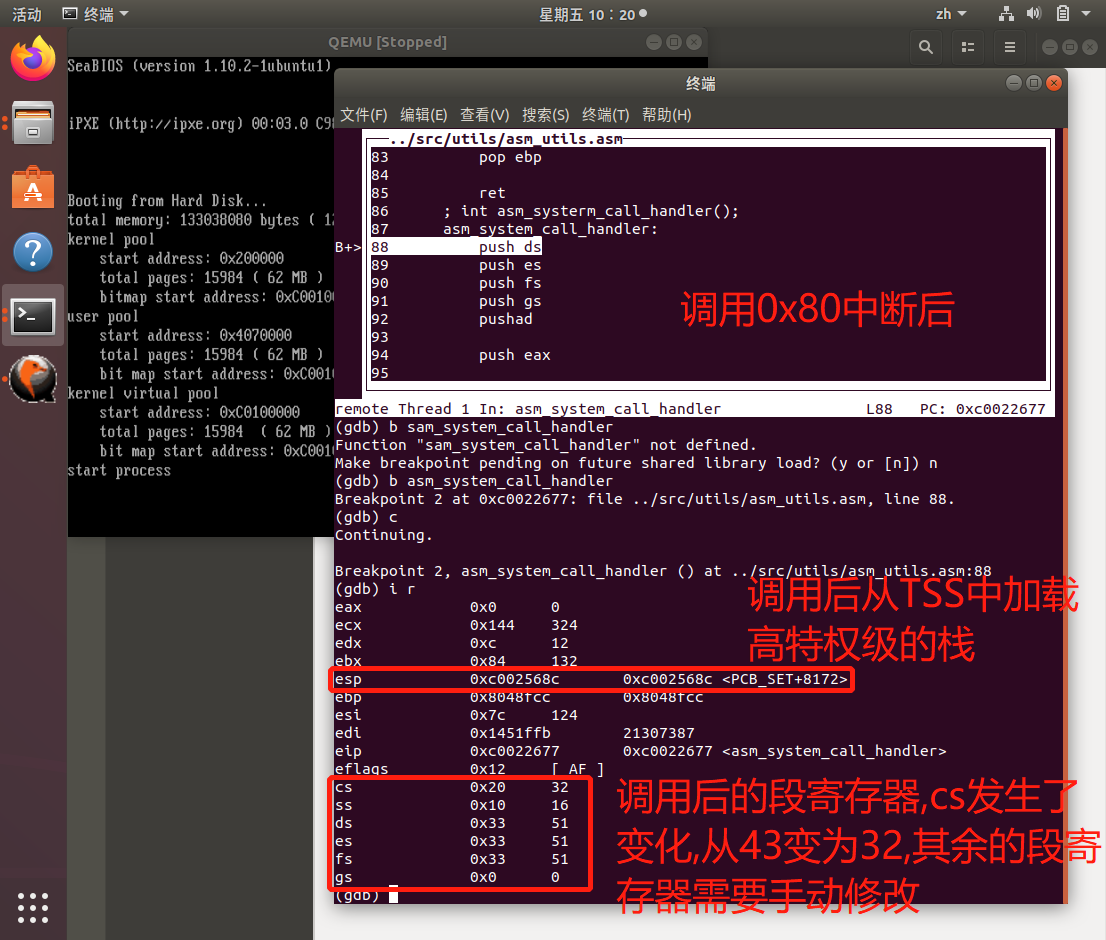 活动
终端
星期五 10：20
zh
QEMU [Stopped]
SeaBIOS (version 1.10.2-1ubuntu1)
iPXE (http://ipxe.org) 00:03.0 C9
Booting from Hard Disk...
total memory: 133038080 bytes ( 12
kernel pool
start address: 0x200000
total pages: 15984 ( 62 MB )
bitmap start address: 0xC0010
user pool
start address: 0x4070000
total pages: 15984 ( 62 MB )
bit map start address: 0xC001
kernel virtual pool
start address: 0xC0100000
total pages: 15984  ( 62 MB )
bit map start address: 0xC001
start process
终端
文件(F) 编辑(E) 查看(V) 搜索(S) 终端(T) 帮助(H)
../src/utils/asm_utils.asm
83 pop ebp
84
85 ret
86 ; int asm_systerm_call_handler();
87 asm_system_call_handler:
B+> 88 push ds
89 push es
90 push fs
91 push gs
92 pushad
93
94 push eax
95
调用0x80中断后
remote Thread 1 In: asm_system_call_handler L88 PC: 0xc0022677
(gdb) b sam_system_call_handler
Function "sam_system_call_handler" not defined.
Make breakpoint pending on future shared library load? (y or [n]) n
(gdb) b asm_system_call_handler
Breakpoint 2 at 0xc0022677: file ../src/utils/asm_utils.asm, line 88.
(gdb) c
Continuing.
Breakpoint 2, asm_system_call_handler () at ../src/utils/asm_utils.asm:88
(gdb) i r
调用后从TSS中加载
高特权级的栈
eax 0x0 0
ecx 0x144 324
edx 0xc 12
ebx 0x84 132
esp 0xc002568c 0xc002568c <PCB_SET+8172>
ebp 0x8048fcc 0x8048fcc
esi 0x7c 124
edi 0x1451ffb 21307387
eip 0xc0022677 0xc0022677 <asm_system_call_handler>
eflags 0x12 [ AF ]
cs 0x20 32
ss 0x10 16
ds 0x33 51
es 0x33 51
fs 0x33 51
gs 0x0 0
(gdb)
调用后的段寄存器,cs发生了
变化,从43变为32,其余的段寄
存器需要手动修改